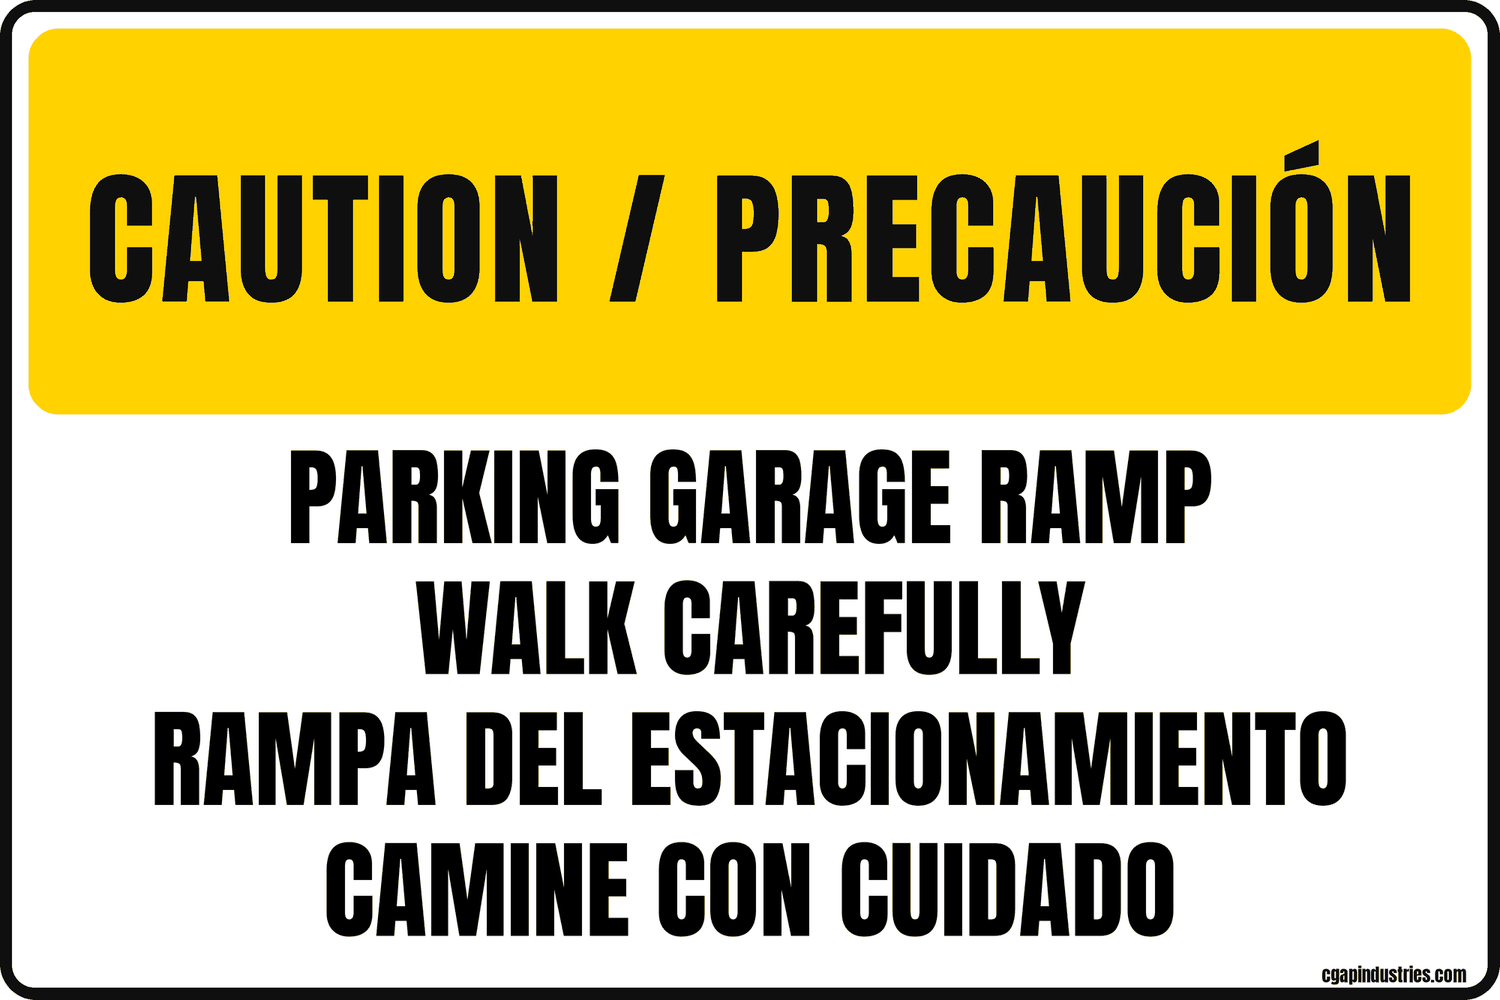 CAUTION / PRECAUCIÓN
PARKING GARAGE RAMP
WALK CAREFULLY
RAMPA DEL ESTACIONAMIENTO
CAMINE CON CUIDADO
cgapindustries.com